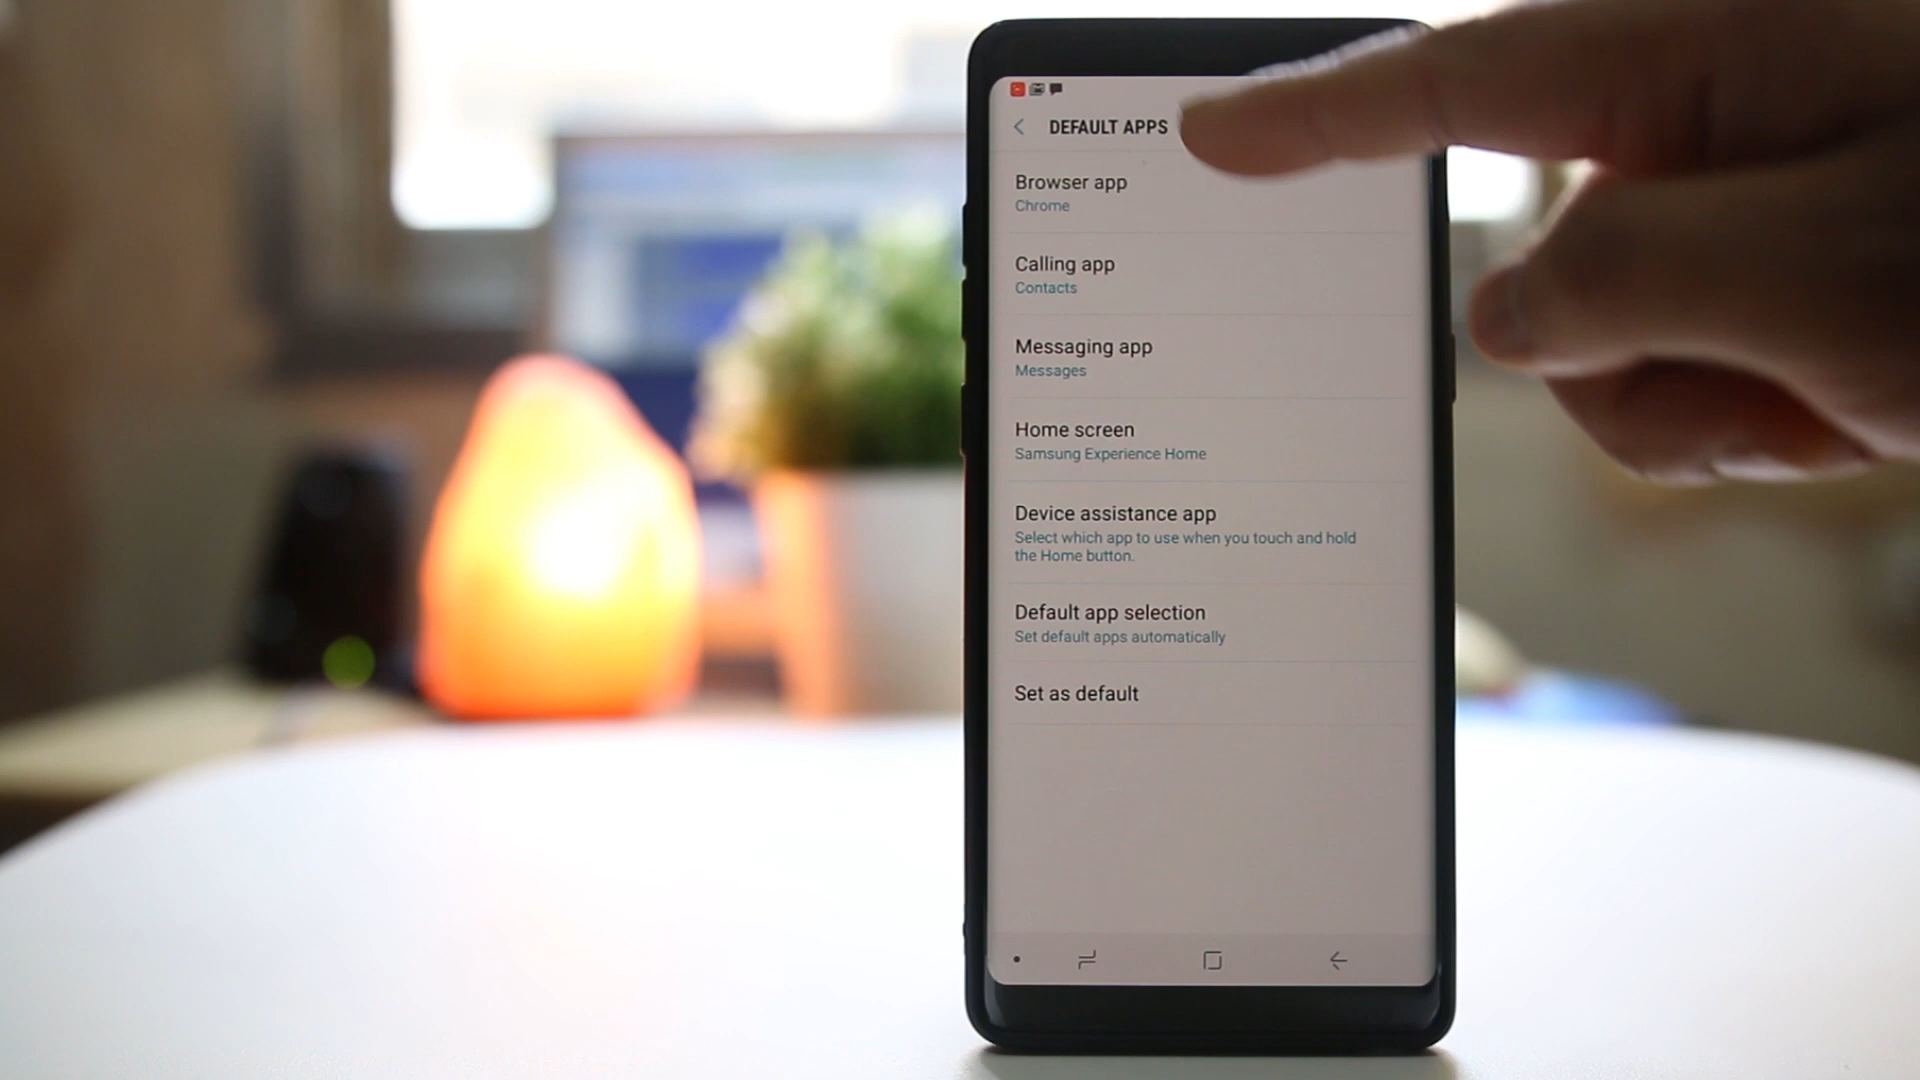 DEFAULT APPS
Browser app
Chrome
Calling app
Contacts
Messaging app
Messages
Home screen
Samsung Experience Home
Device assistance app
Select which app to use when you touch and hold
the Home button.
Default app selection
Set default apps automatically
Set as default